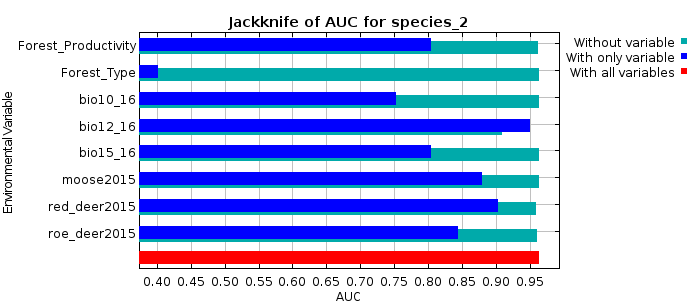 Jackknife of AUC for species_2
Forest_Productivity
Forest_Type
bio10_16
bio12_16
bio15_16
moose2015
red_deer2015
roe_deer2015
Environmental Variable
0.40 0.45 0.50 0.55 0.60 0.65 0.70 0.75 0.80 0.85 0.90 0.95
AUC
Without variable
With only variable
With all variables